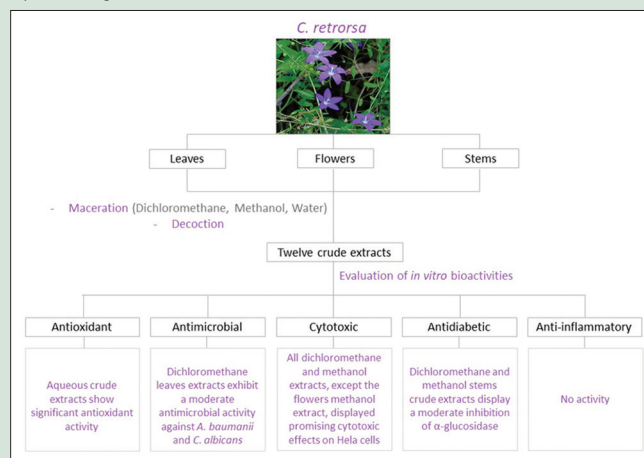 C. retrorsa
Leaves
Flowers
Stems
- Maceration (Dichloromethane, Methanol, Water)
- Decoction
Twelve crude extracts
Evaluation of in vitro bioactivities
Antioxidant
Antimicrobial
Cytotoxic
Antidiabetic
Anti-inflammatory
Aqueous crude
extracts show
significant antioxidant
activity
Dichloromethane
leaves extracts exhibit
a moderate
antimicrobial activity
against A. baumanii
and C. albicans
All dichloromethane
and methanol
extracts, except the
flowers methanol
extract, displayed
promising cytotoxic
effects on Hela cells
Dichloromethane and
methanol stems
crude extracts display
a moderate inhibition
of α-glucosidase
No activity